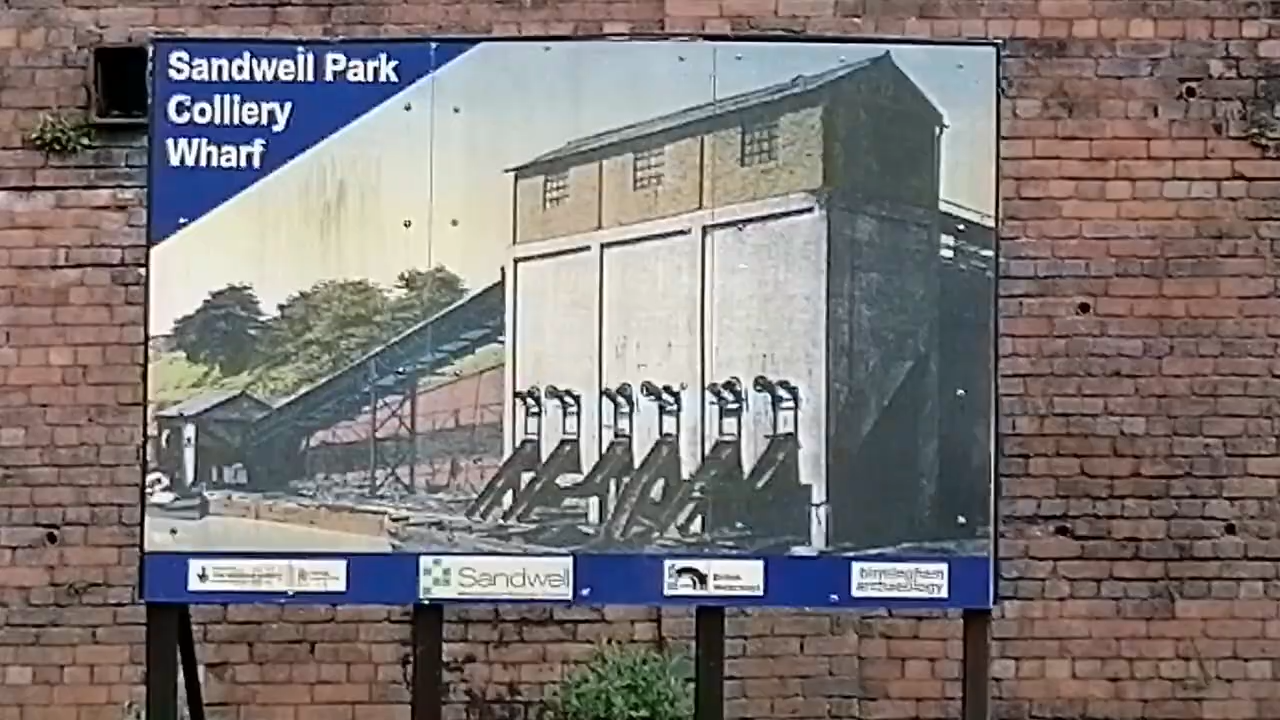 Sandwell Park
Colliery
Wharf
Sandwell
British
Waterways
birmingham
archaeology